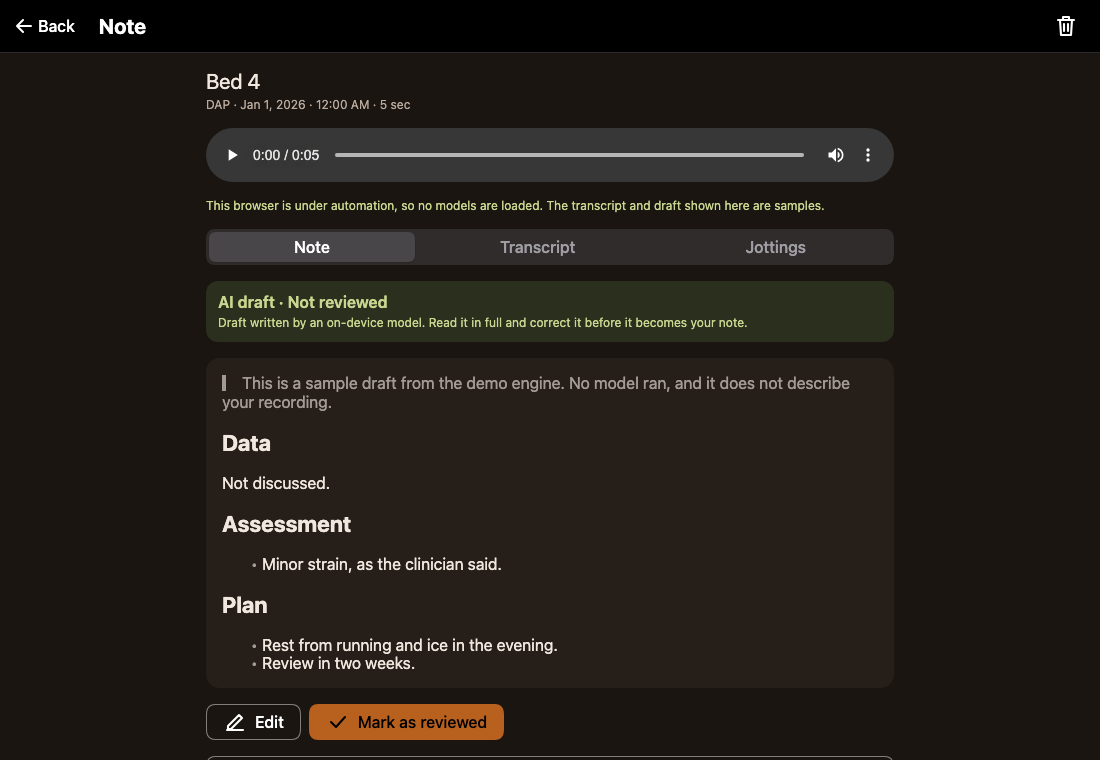 Back Note
Bed 4
DAP · Jan 1, 2026 · 12:00 AM · 5 sec
0:00 / 0:05
This browser is under automation, so no models are loaded. The transcript and draft shown here are samples.
Note Transcript Jottings
AI draft · Not reviewed
Draft written by an on-device model. Read it in full and correct it before it becomes your note.
This is a sample draft from the demo engine. No model ran, and it does not describe
your recording.
Data
Not discussed.
Assessment
• Minor strain, as the clinician said.
Plan
• Rest from running and ice in the evening.
• Review in two weeks.
Edit Mark as reviewed